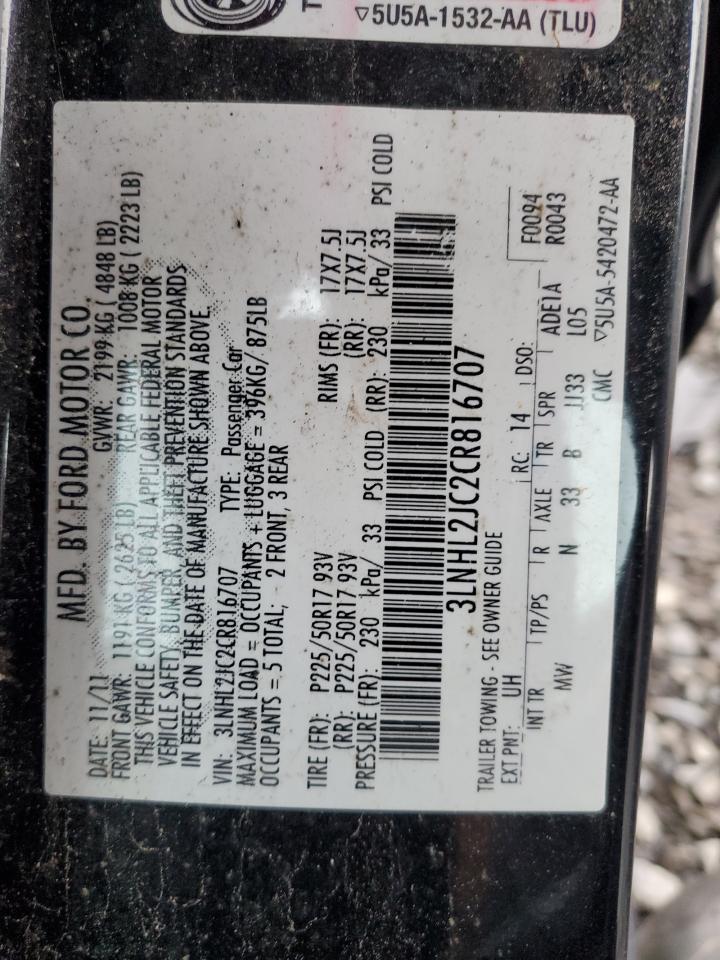 5U5A-1532-AA (TLU)
MFD. BY FORD MOTOR CO.
DATE: 11/11 GVWR: 2199 KG ( 4848 LB)
FRONT GAWR: 1191 KG ( 2625 LB) REAR GAWR: 1008 KG ( 2223 LB)
THIS VEHICLE CONFORMS TO ALL APPLICABLE FEDERAL MOTOR
VEHICLE SAFETY, BUMPER, AND THEFT PREVENTION STANDARDS
IN EFFECT ON THE DATE OF MANUFACTURE SHOWN ABOVE.
VIN: 3LNHL2JC2CR816707 TYPE: Passenger Car
MAXIMUM LOAD = OCCUPANTS + LUGGAGE = 396KG/ 875LB
OCCUPANTS = 5 TOTAL; 2 FRONT, 3 REAR
TIRE (FR): P225/50R17 93V RIMS (FR): 17X7.5J
(RR): P225/50R17 93V (RR): 17X7.5J
PRESSURE (FR): 230 kPa/ 33 PSI COLD (RR): 230 kPa/ 33 PSI COLD
3LNHL2JC2CR816707
TRAILER TOWING - SEE OWNER GUIDE
EXT PNT: UH RC: 14 DSO: F0094
R0043
INT TR TP/PS R AXLE TR SPR ADE1A
MW N 33 B JJ33 L05
CMC 5U5A-5420472-AA